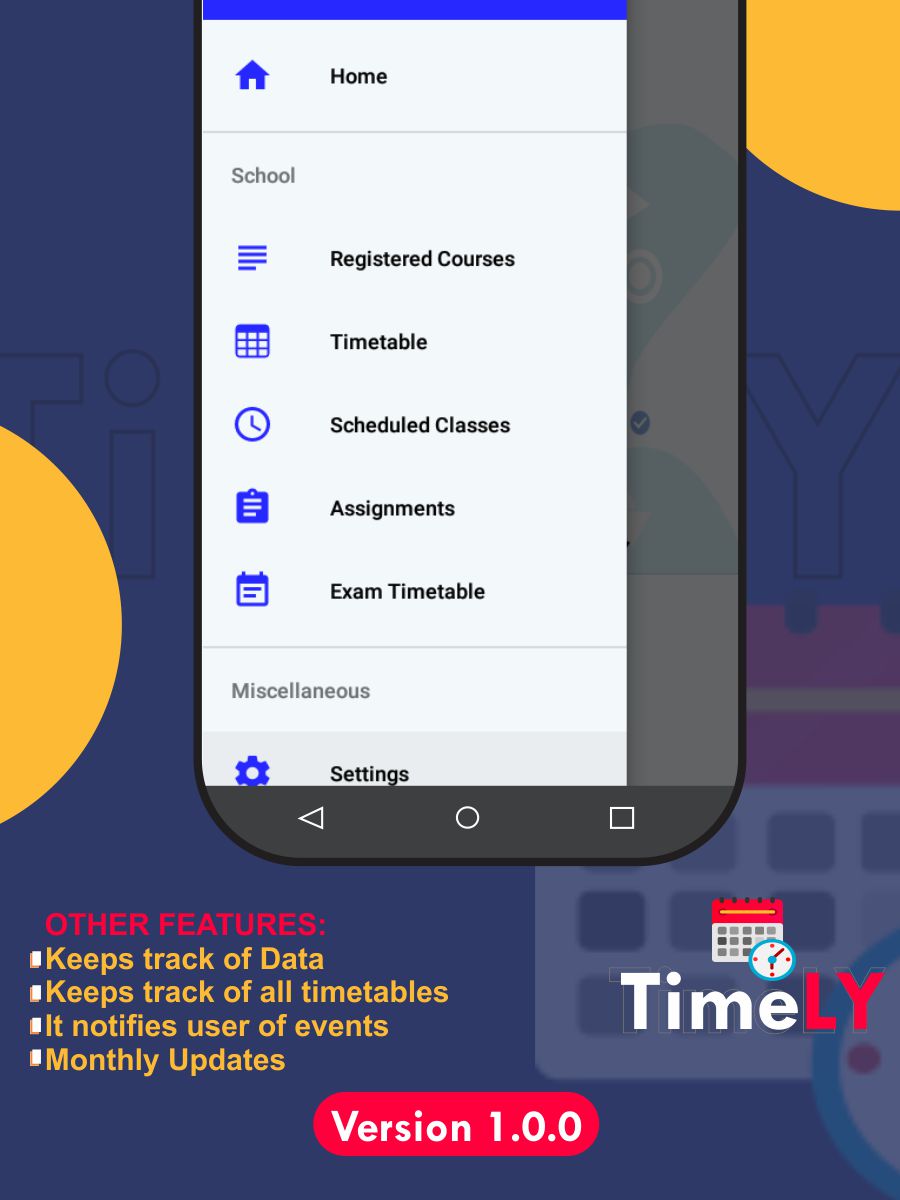 Home
School
Registered Courses
Timetable
Scheduled Classes
Assignments
Exam Timetable
Miscellaneous
Settings
OTHER FEATURES:
Keeps track of Data
Keeps track of all timetables
It notifies user of events
Monthly Updates
TimeLY
Version 1.0.0